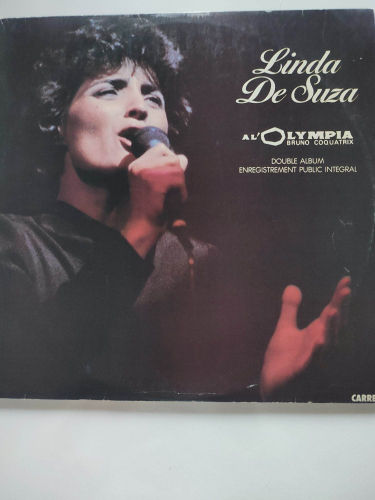 Linda
De Suza
A L'OLYMPIA
BRUNO COQUATRIX
DOUBLE ALBUM
ENREGISTREMENT PUBLIC INTEGRAL
CARRE